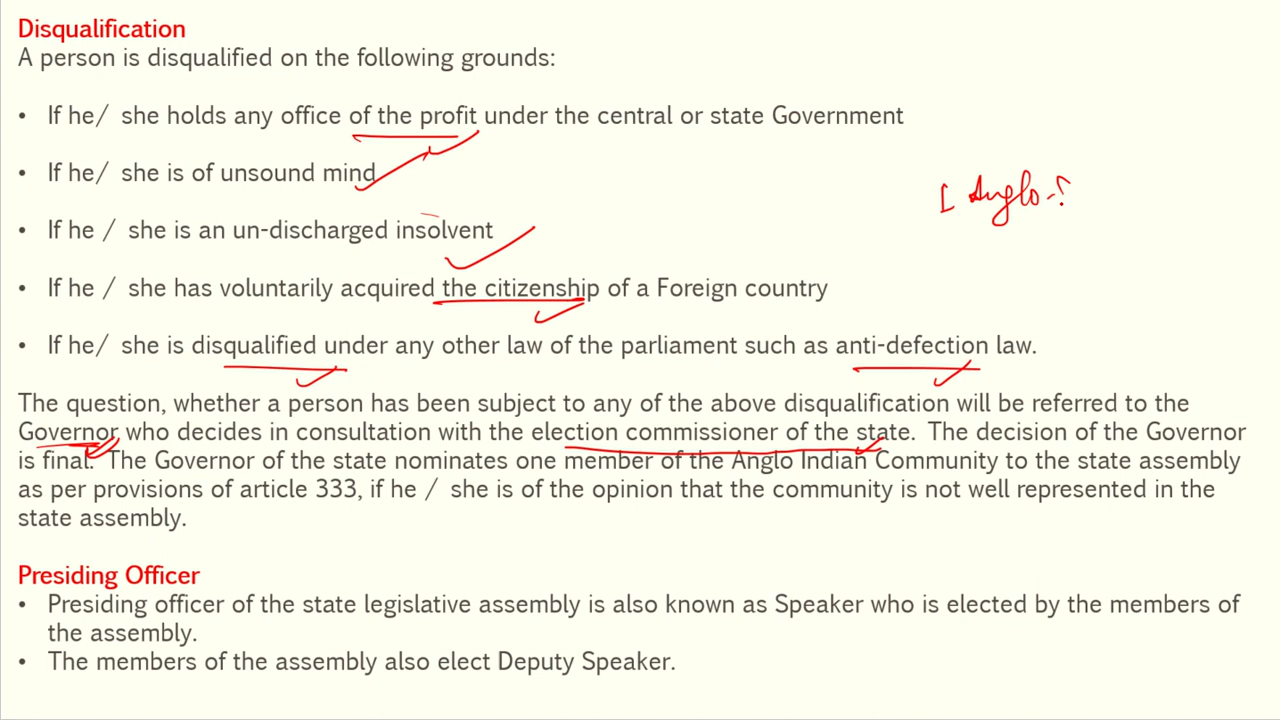 Disqualification
A person is disqualified on the following grounds:
• If he/ she holds any office of the profit under the central or state Government
• If he/ she is of unsound mind
I Anglo-
• If he / she is an un-discharged insolvent
• If he / she has voluntarily acquired the citizenship of a Foreign country
• If he/ she is disqualified under any other law of the parliament such as anti-defection law.
The question, whether a person has been subject to any of the above disqualification will be referred to the
Governor who decides in consultation with the election commissioner of the state. The decision of the Governor
is final. The Governor of the state nominates one member of the Anglo Indian Community to the state assembly
as per provisions of article 333, if he / she is of the opinion that the community is not well represented in the
state assembly.
Presiding Officer
• Presiding officer of the state legislative assembly is also known as Speaker who is elected by the members of
the assembly.
• The members of the assembly also elect Deputy Speaker.